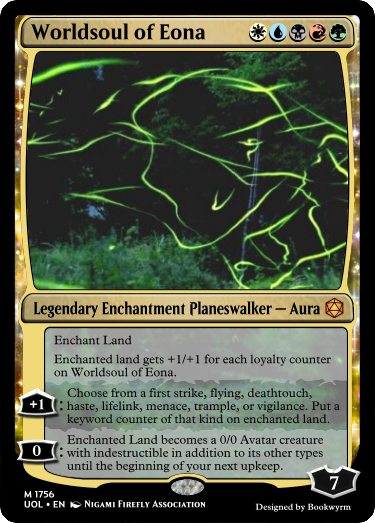 Worldsoul of Eona
Legendary Enchantment Planeswalker — Aura
Enchant Land
Enchanted land gets +1/+1 for each loyalty counter
on Worldsoul of Eona.
+1: Choose from a first strike, flying, deathtouch,
haste, lifelink, menace, trample, or vigilance. Put a
keyword counter of that kind on enchanted land.
0: Enchanted Land becomes a 0/0 Avatar creature
with indestructible in addition to its other types
until the beginning of your next upkeep.
7
M 1756
UOL • EN Nigami Firefly Association
Designed by Bookwyrm